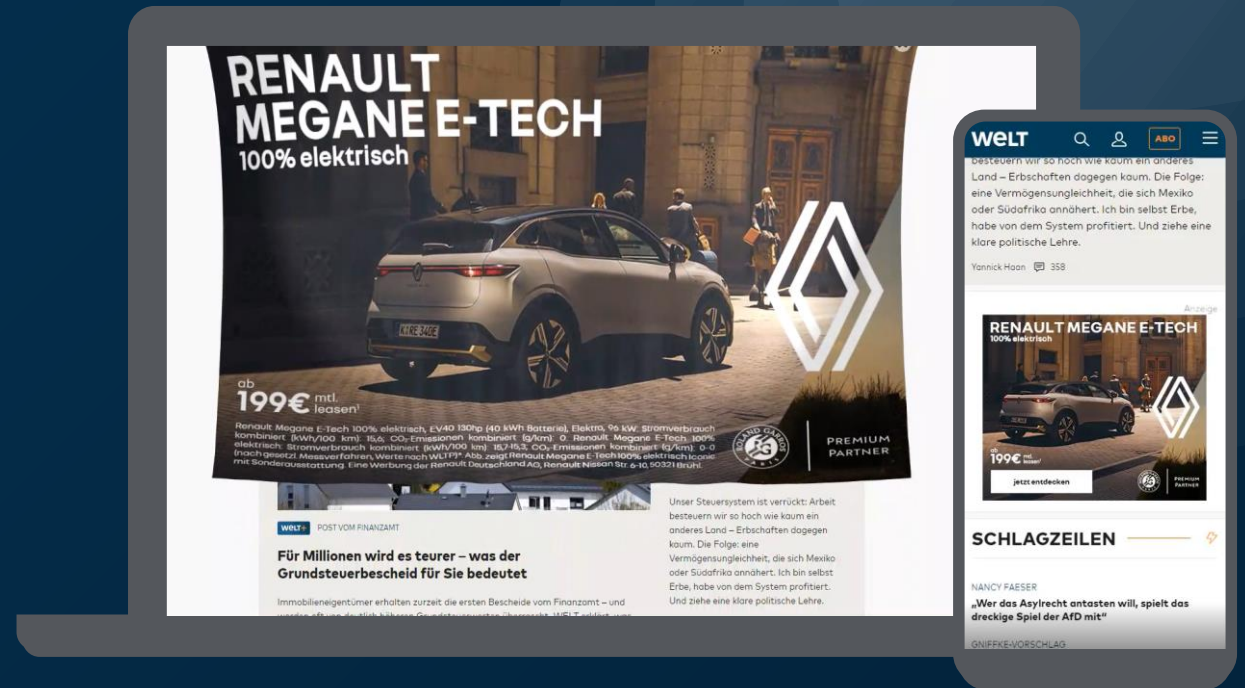 RENAULT
MEGANE E-TECH
100% elektrisch
K·RE 340E
ab
199€ mtl.
leasen¹
Renault Megane E-Tech 100% elektrisch, EV40 130hp (40 kWh Batterie), Elektro, 96 kW: Stromverbrauch
kombiniert (kWh/100 km): 15,6; CO₂-Emissionen kombiniert (g/km): 0. Renault Megane E-Tech 100%
elektrisch: Stromverbrauch kombiniert (kWh/100 km): 15,7-15,3, CO₂-Emissionen kombiniert (g/km): 0-0
(nach gesetzl. Messverfahren, Werte nach WLTP)* Abb. zeigt Renault Megane E-Tech 100% elektrisch Iconic
mit Sonderausstattung. Eine Werbung der Renault Deutschland AG, Renault Nissan Str. 6-10, 50321 Brühl.
ROLAND GARROS
PARIS
PREMIUM
PARTNER
WELT+ POST VOM FINANZAMT
Für Millionen wird es teurer – was der
Grundsteuerbescheid für Sie bedeutet
Immobilieneigentümer erhalten zurzeit die ersten Bescheide vom Finanzamt – und
Unser Steuersystem ist verrückt: Arbeit
besteuern wir so hoch wie kaum ein
anderes Land – Erbschaften dagegen
kaum. Die Folge: eine
Vermögensungleichheit, die sich Mexiko
oder Südafrika annähert. Ich bin selbst
Erbe, habe von dem System profitiert.
Und ziehe eine klare politische Lehre.
WELT ABO
besteuern wir so hoch wie kaum ein anderes
Land – Erbschaften dagegen kaum. Die Folge:
eine Vermögensungleichheit, die sich Mexiko
oder Südafrika annähert. Ich bin selbst Erbe,
habe von dem System profitiert. Und ziehe eine
klare politische Lehre.
Yannick Haan 358
Anzeige
RENAULT MEGANE E-TECH
100% elektrisch
ab
199€ mtl.
leasen¹
jetzt entdecken
PREMIUM
PARTNER
SCHLAGZEILEN
NANCY FAESER
„Wer das Asylrecht antasten will, spielt das
dreckige Spiel der AfD mit“
GNIFFKE-VORSCHLAG